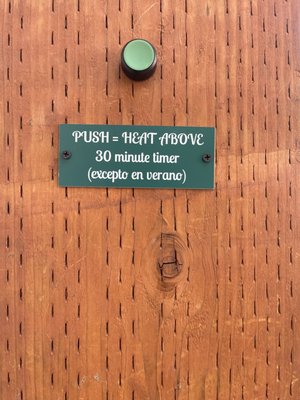 PUSH = HEAT ABOVE
30 minute timer
(excepto en verano)